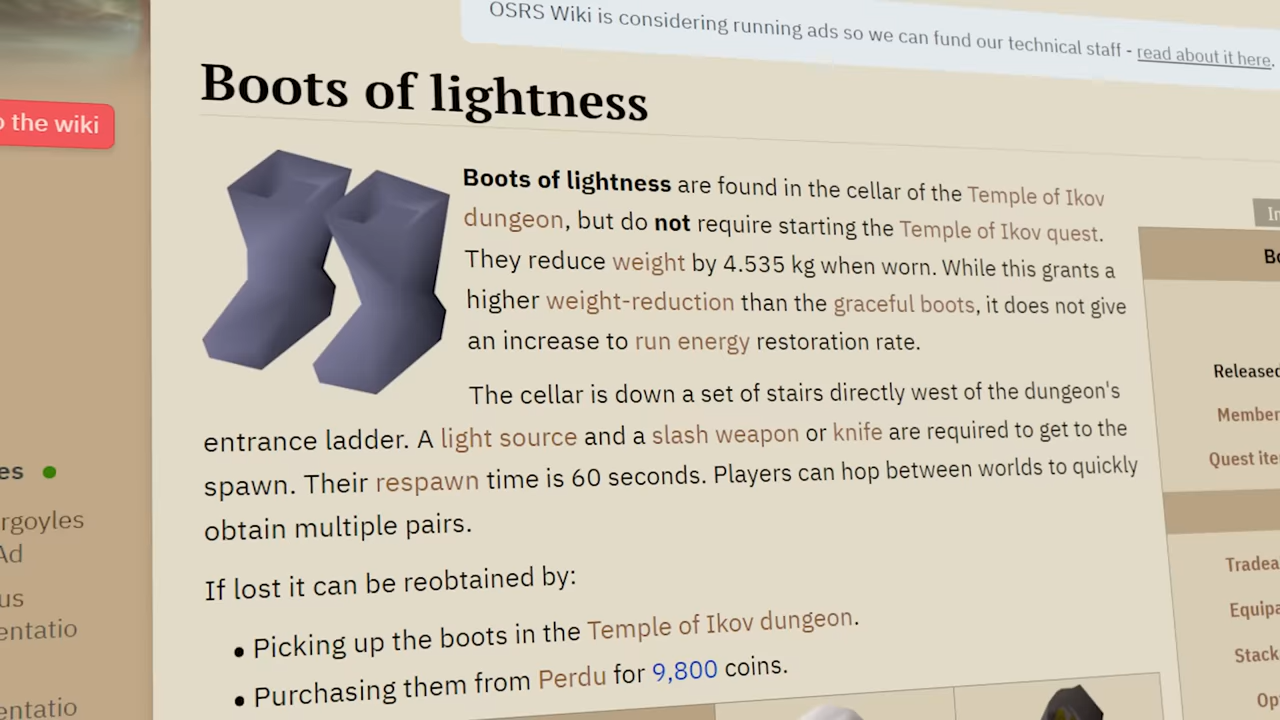 OSRS Wiki is considering running ads so we can fund our technical staff - read about it here.
Boots of lightness
the wiki
Boots of lightness are found in the cellar of the Temple of Ikov
dungeon, but do not require starting the Temple of Ikov quest.
They reduce weight by 4.535 kg when worn. While this grants a
higher weight-reduction than the graceful boots, it does not give
an increase to run energy restoration rate.
The cellar is down a set of stairs directly west of the dungeon's
entrance ladder. A light source and a slash weapon or knife are required to get to the
spawn. Their respawn time is 60 seconds. Players can hop between worlds to quickly
obtain multiple pairs.
If lost it can be reobtained by:
• Picking up the boots in the Temple of Ikov dungeon.
• Purchasing them from Perdu for 9,800 coins.
Released
Member
Quest ite
Tradea
Equipa
Stack
Op
es
rgoyles
Ad
us
entatio
entatio